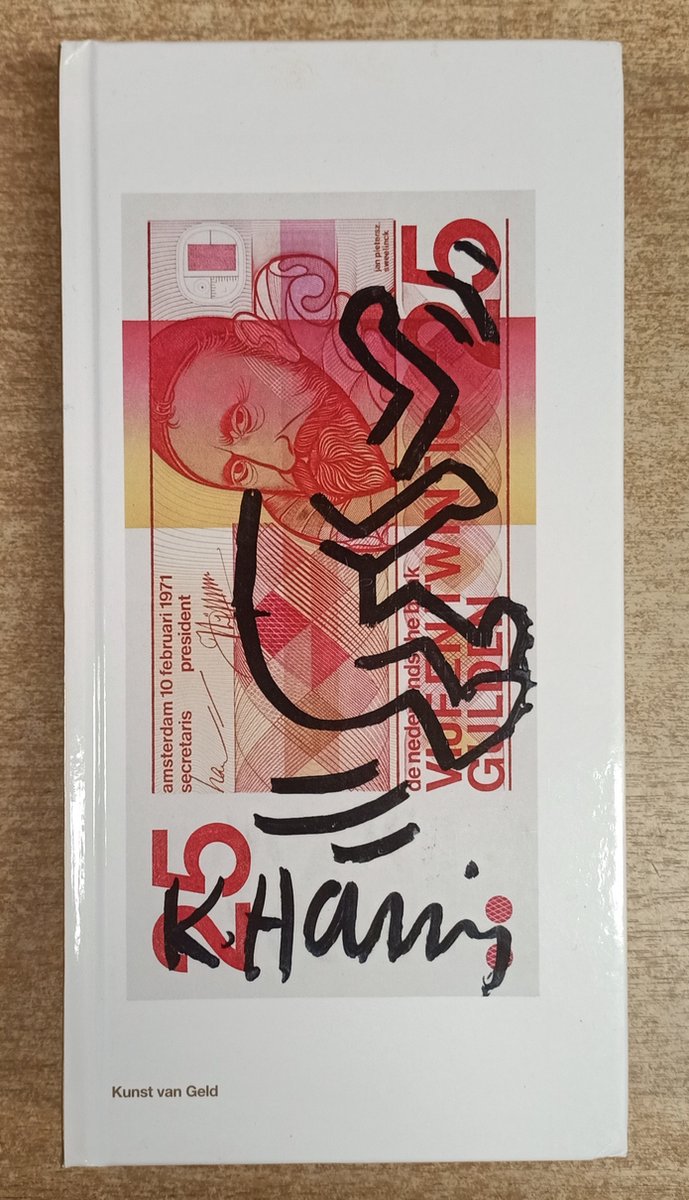 jan pietersz.
sweelinck
25
amsterdam 10 februari 1971
secretaris president
de nederlandsche bank
VIJFENTWINTIG
GULDEN
25
K. Haring
Kunst van Geld